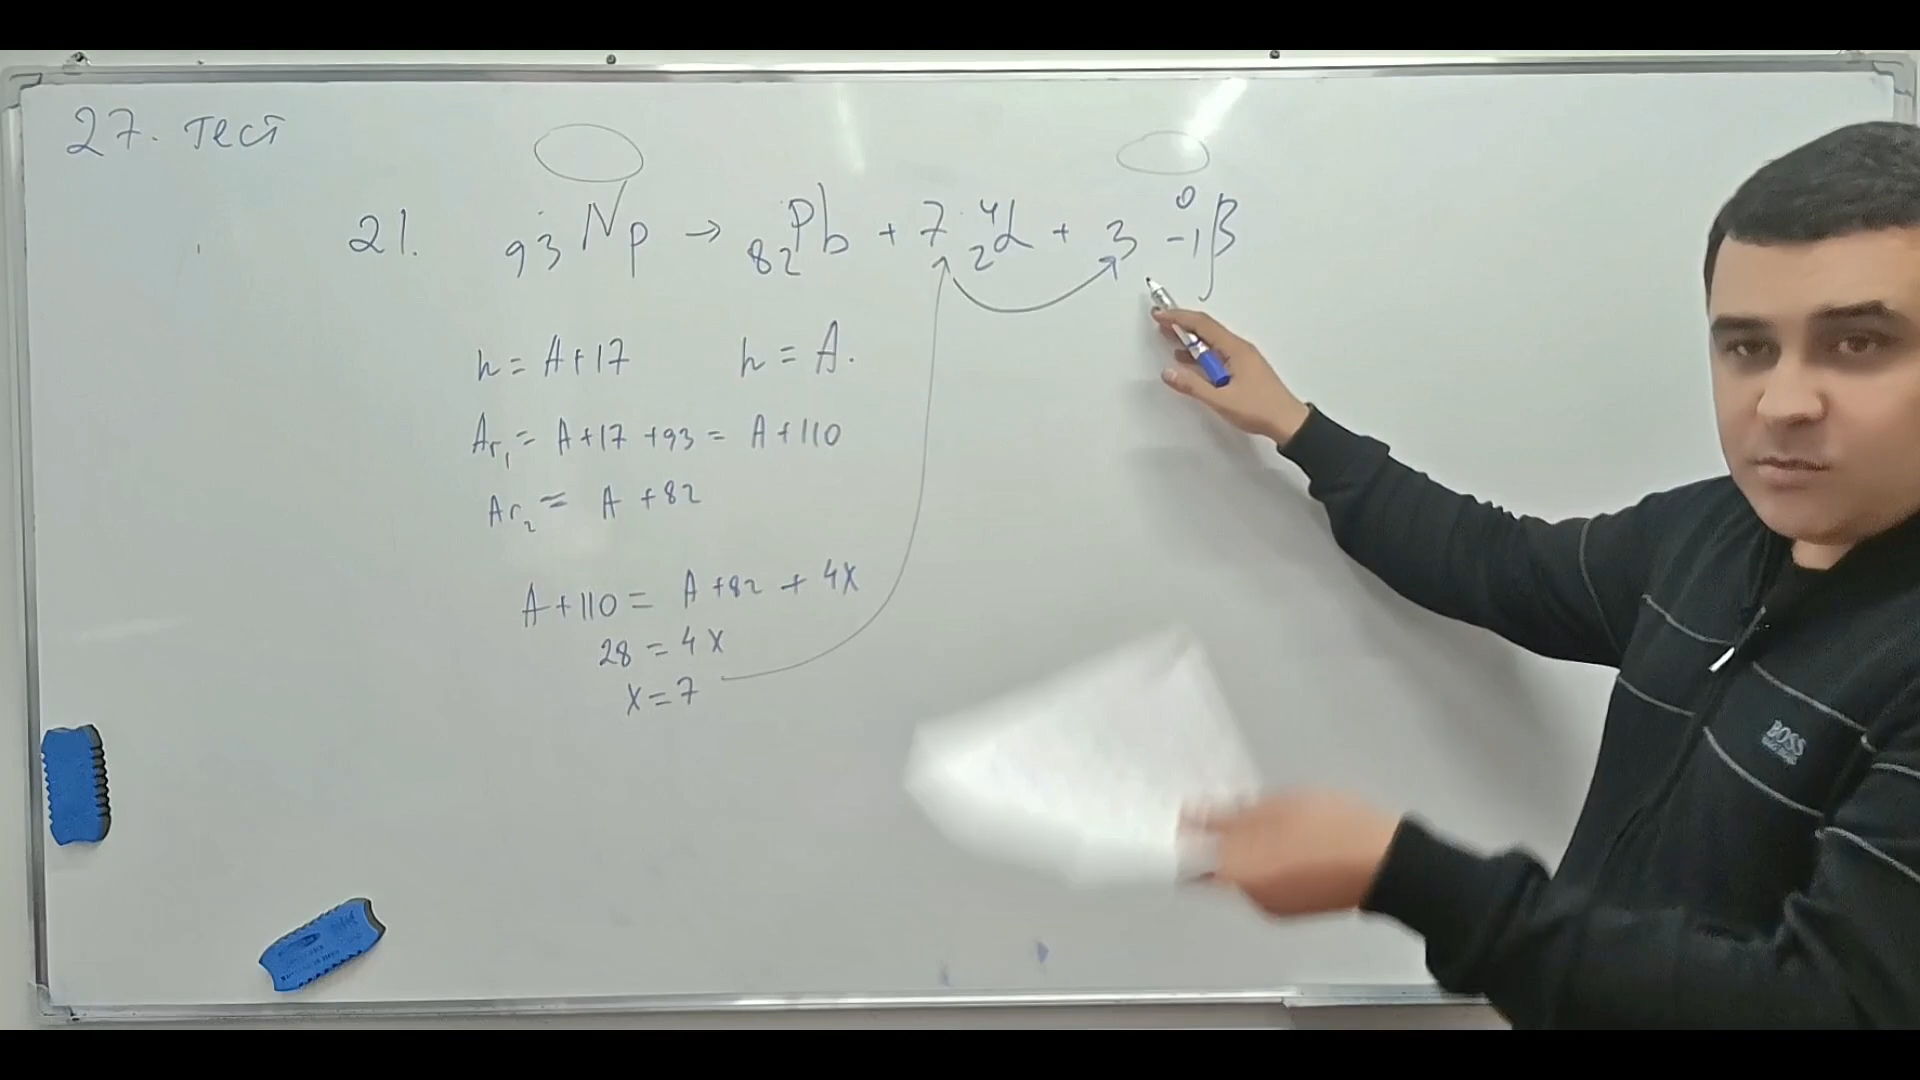 27. тест
21. ₉₃Np → ₈₂Pb + 7 ⁴₂α + 3 ⁰₋₁β
n = A+17 n = A.
Ar₁ = A+17+93 = A+110
Ar₂ = A+82
A+110 = A+82 + 4x
28 = 4x
x = 7
BOSS